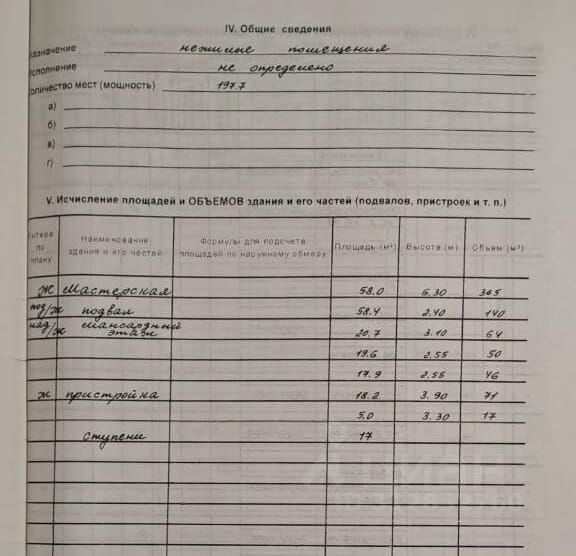 IV. Общие сведения
азначение нежилые помещения
сполнение не определено
оличество мест (мощность) 197.7
а)
б)
в)
г)
V. Исчисление площадей и ОБЪЕМОВ здания и его частей (подвалов, пристроек и т. п.)
Литера по плану Наименование здания и его частей Формулы для подсчета площадей по наружному обмеру Площадь (м²) Высота (м) Объем (м³)
Ж Мастерская 58.0 6.30 365
под/ж подвал 58.4 2.40 140
над/ж мансардный этаж 20.7 3.10 64
19.6 2.55 50
17.9 2.55 46
ж пристройка 18.2 3.90 71
5.0 3.30 17
ступени 17